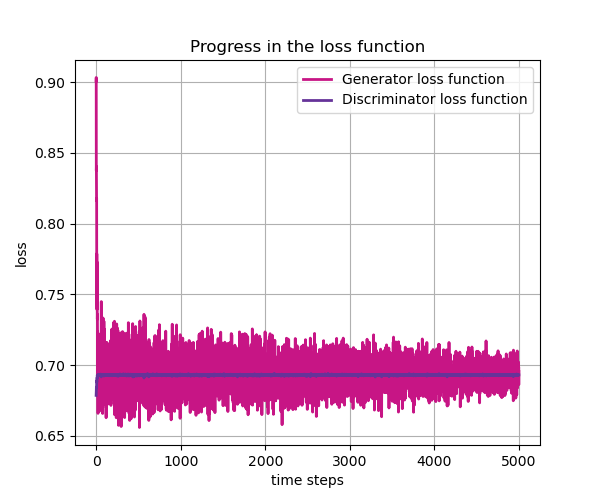 Progress in the loss function
Generator loss function
Discriminator loss function
0.90
0.85
0.80
0.75
0.70
0.65
loss
0
1000
2000
3000
4000
5000
time steps